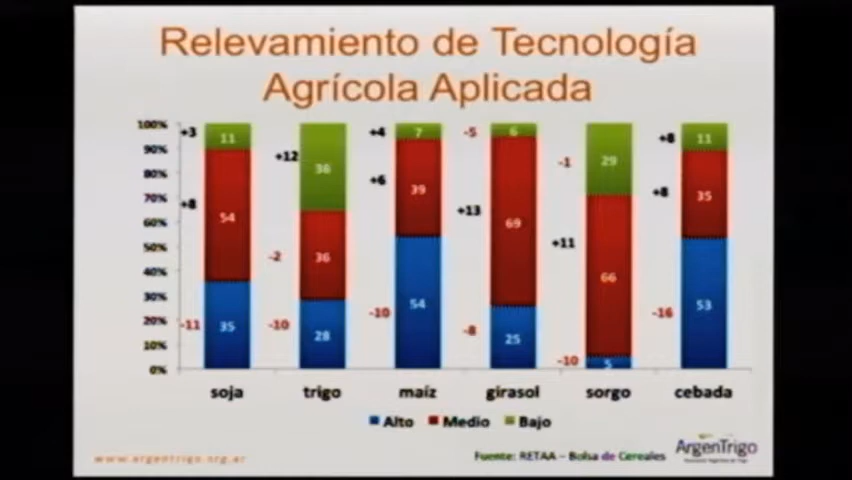 Relevamiento de Tecnología
Agrícola Aplicada
100%
90%
80%
70%
60%
50%
40%
30%
20%
10%
0%
+3 11 +12 36 +4 7 -5 6 -1 29 +8 11
+8 54 -2 36 +6 39 +13 69 +11 66 +8 35
-11 35 -10 28 -10 54 -8 25 -10 5 -16 53
soja trigo maíz girasol sorgo cebada
Alto Medio Bajo
www.argentrigo.org.ar
Fuente: RETAA – Bolsa de Cereales
ArgenTrigo